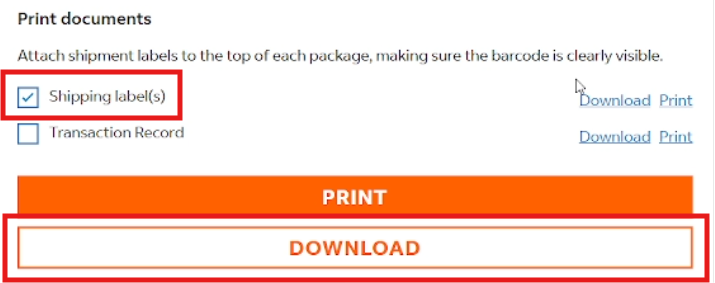 Print documents
Attach shipment labels to the top of each package, making sure the barcode is clearly visible.
Shipping label(s) Download Print
Transaction Record Download Print
PRINT
DOWNLOAD